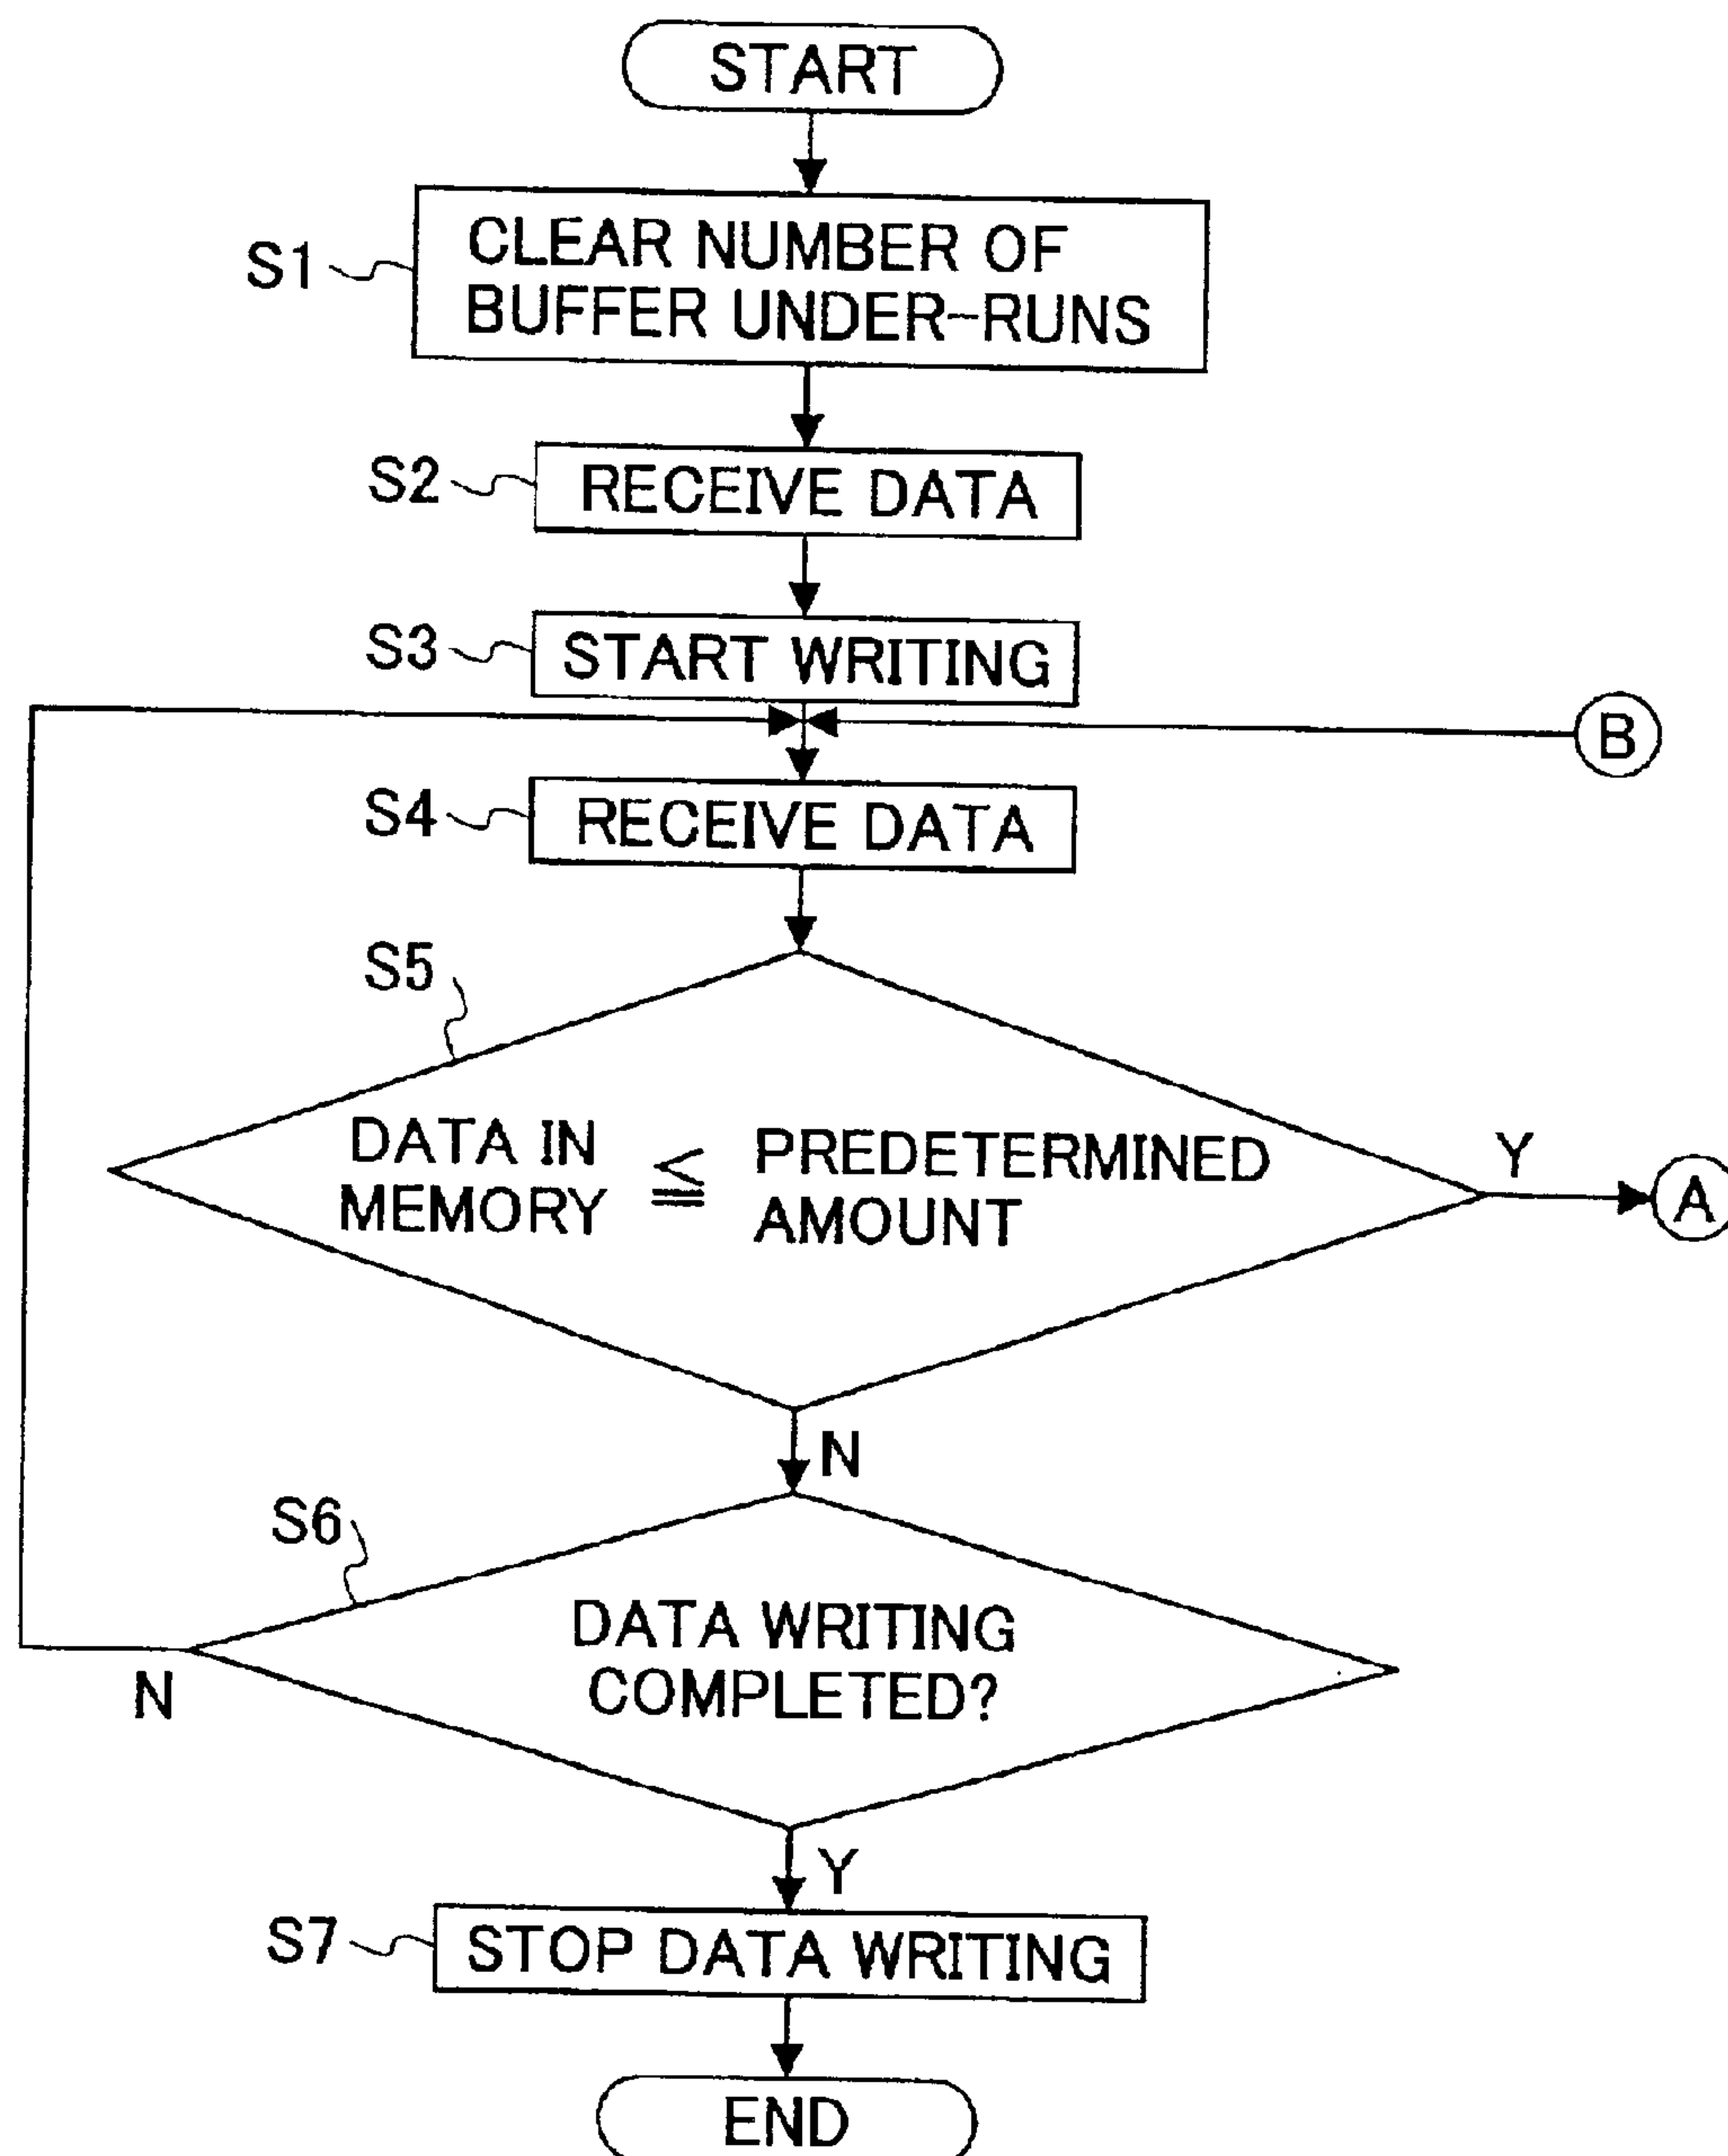 START
S1
CLEAR NUMBER OF
BUFFER UNDER-RUNS
S2
RECEIVE DATA
S3
START WRITING
B
S4
RECEIVE DATA
S5
DATA IN
MEMORY
≦
PREDETERMINED
AMOUNT
Y
A
N
S6
DATA WRITING
COMPLETED?
N
Y
S7
STOP DATA WRITING
END